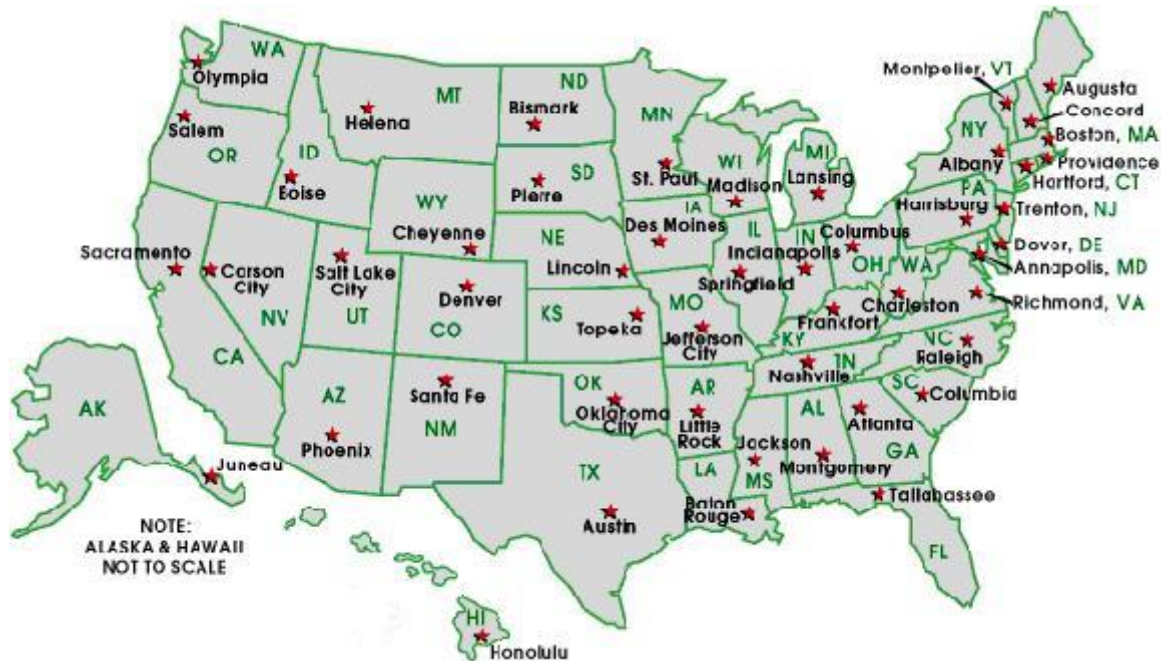 WA
Olympia
Salem
OR
ID
Boise
MT
Helena
ND
Bismark
SD
Pierre
WY
Cheyenne
MN
St. Paul
WI
Madison
MI
Lansing
Montpelier, VT
Augusta
Concord
Boston, MA
Providence
Hartford, CT
NY
Albany
PA
Harrisburg
Trenton, NJ
Dover, DE
Annapolis, MD
Richmond, VA
Sacramento
Carson
City
NV
CA
Salt Lake
City
UT
Denver
CO
NE
Lincoln
KS
Topeka
IA
Des Moines
IL
Springfield
IN
Indianapolis
Columbus
OH
WA
Charleston
MO
Jefferson
City
KY
Frankfort
TN
Nashville
NC
Raleigh
SC
Columbia
AK
Juneau
AZ
Phoenix
Santa Fe
NM
OK
Oklahoma
City
AR
Little
Rock
TX
Austin
LA
Baton
Rouge
Jackson
MS
AL
Montgomery
Atlanta
GA
Tallahassee
FL
NOTE:
ALASKA & HAWAII
NOT TO SCALE
HI
Honolulu